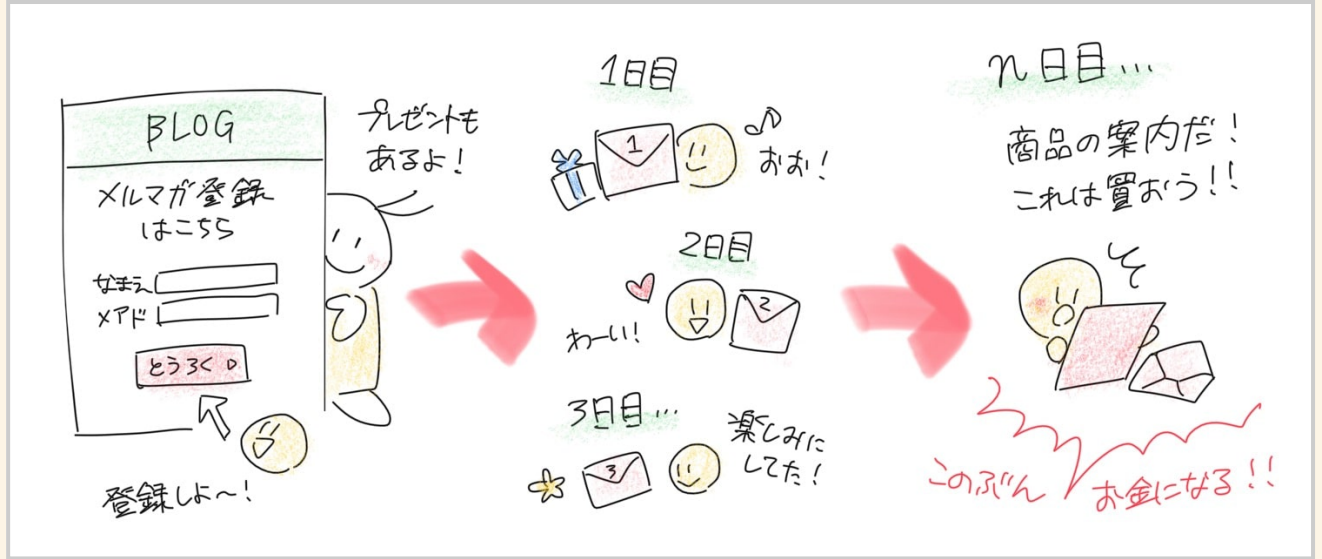 BLOG
メルマガ登録
はこちら
なまえ
メアド
とうろく
登録しよ〜!
プレゼントも
あるよ!
1日目
1
おお!
2日目
わーい!
2
3日目...
3
楽しみに
してた!
n日目...
商品の案内だ!
これは買おう!!
このぶん
お金になる!!